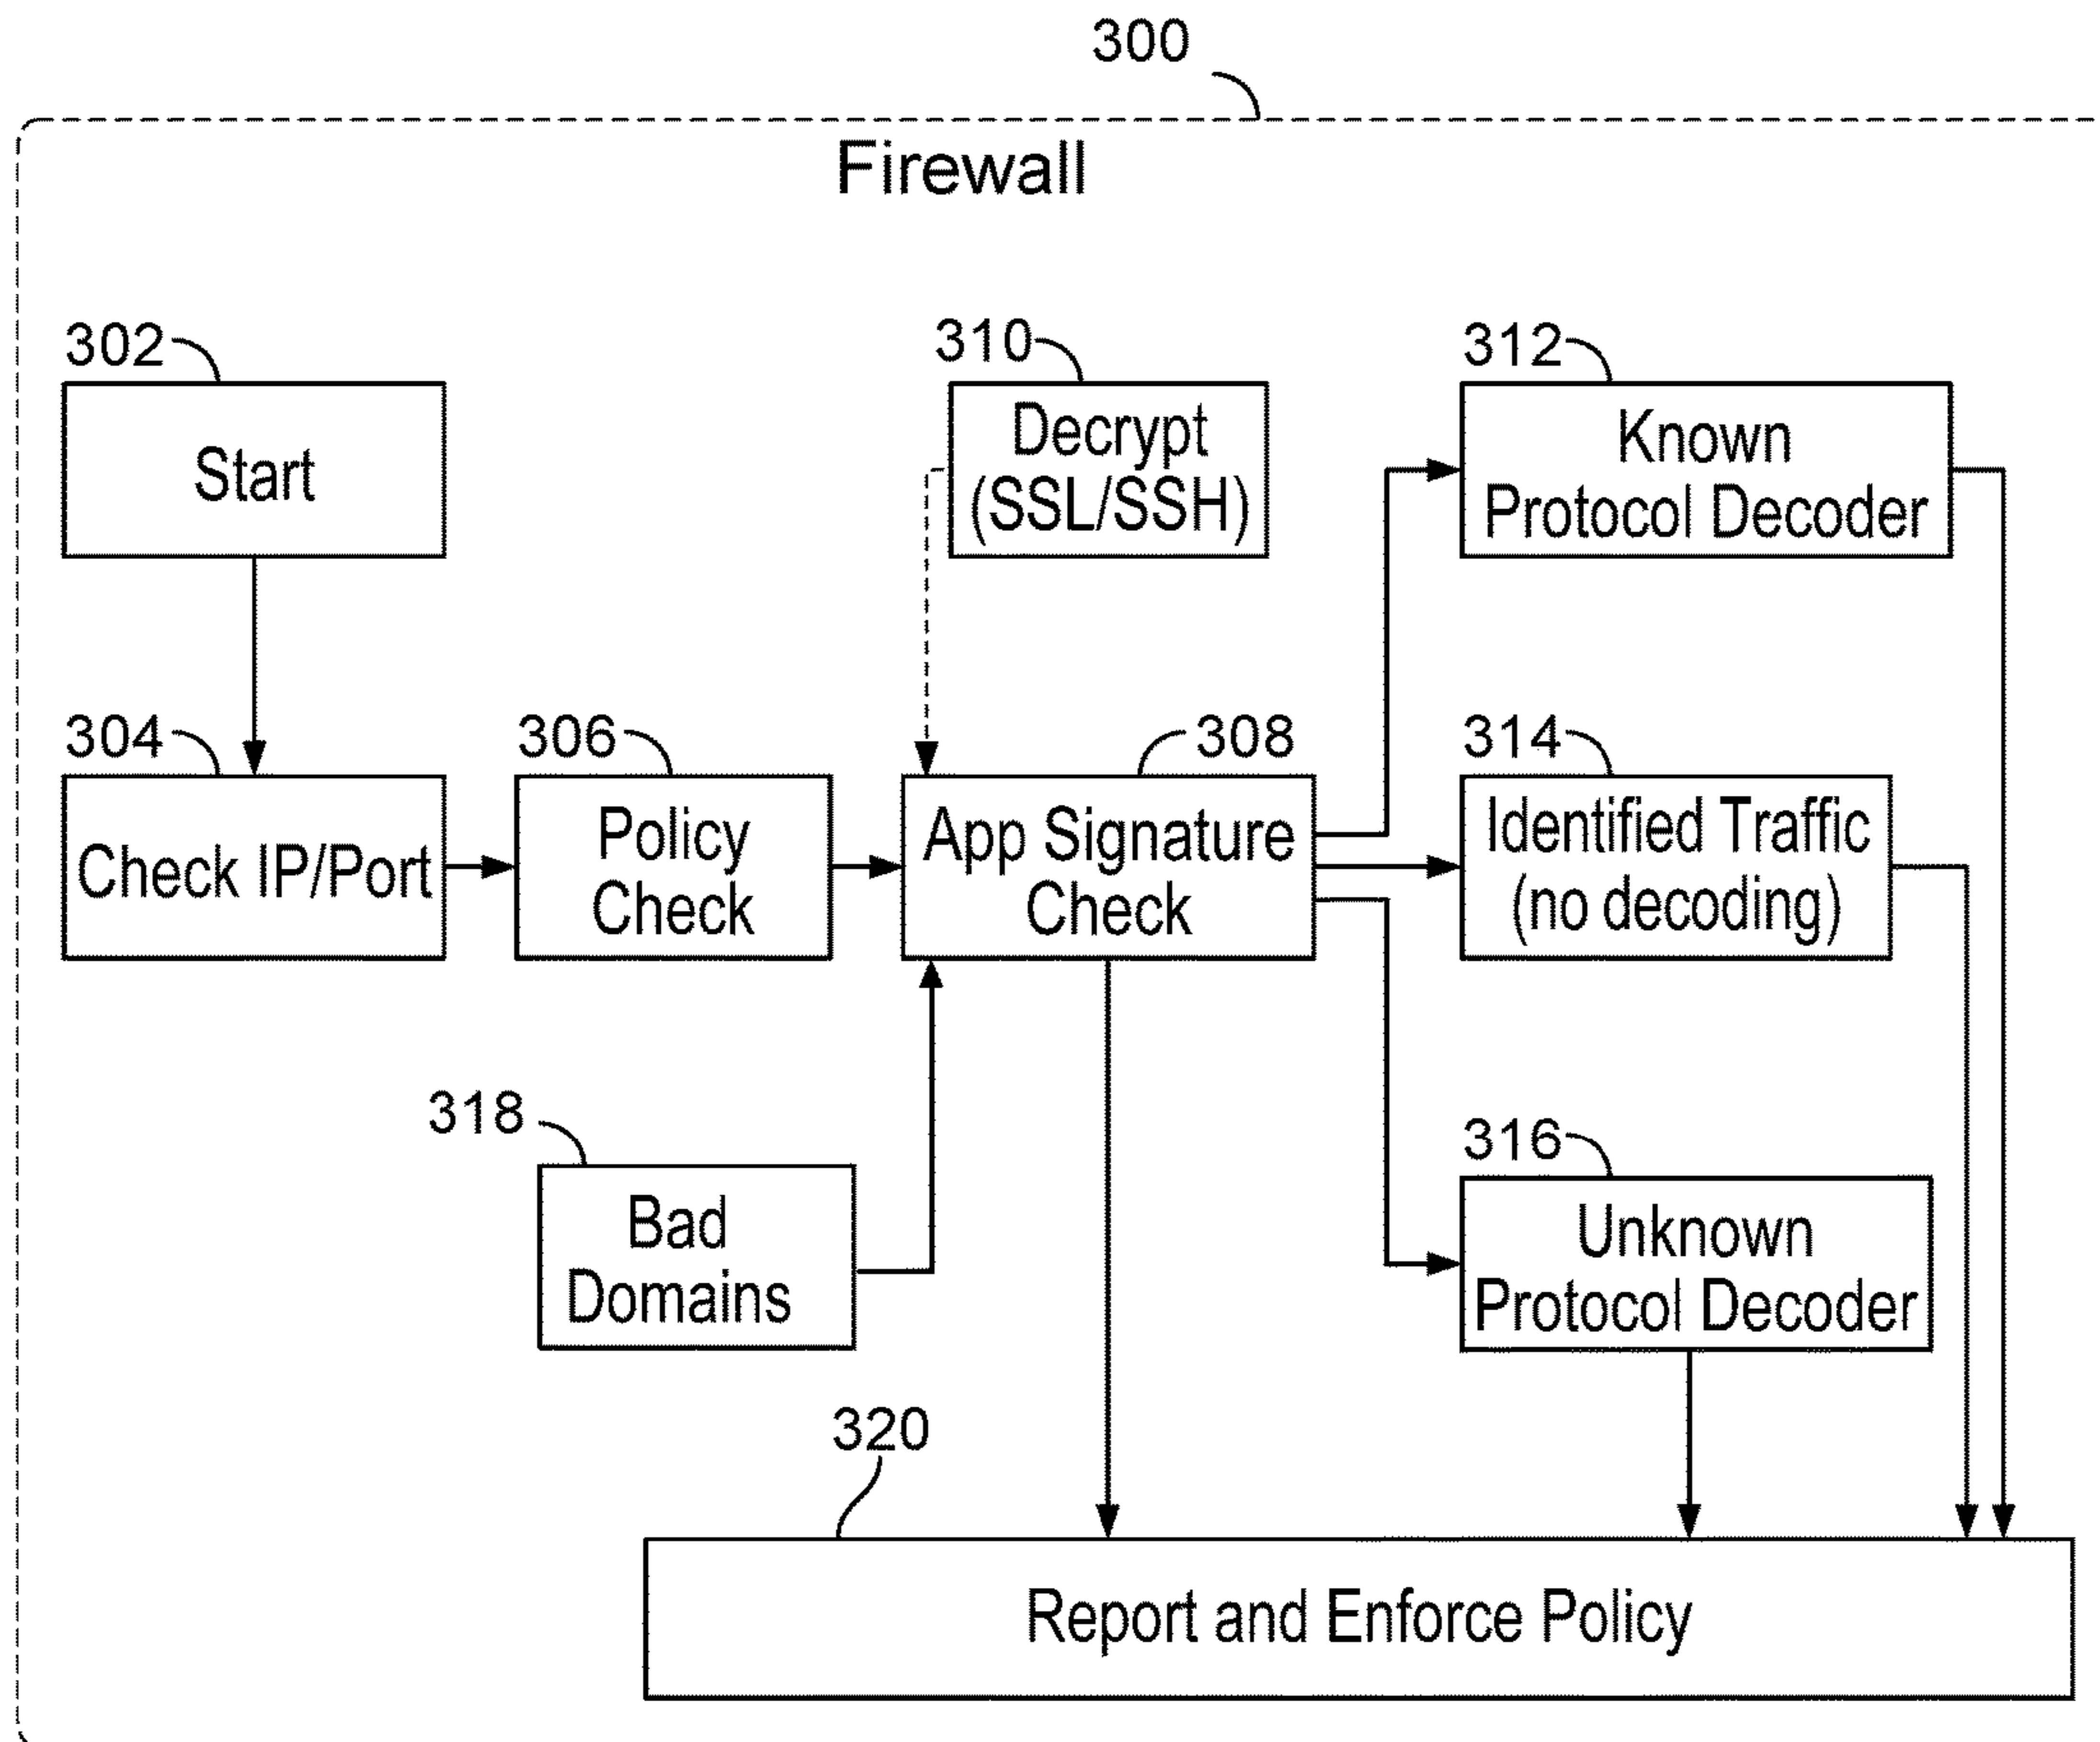 300
Firewall
302
Start
310
Decrypt
(SSL/SSH)
312
Known
Protocol Decoder
304
Check IP/Port
306
Policy
Check
308
App Signature
Check
314
Identified Traffic
(no decoding)
318
Bad
Domains
316
Unknown
Protocol Decoder
320
Report and Enforce Policy